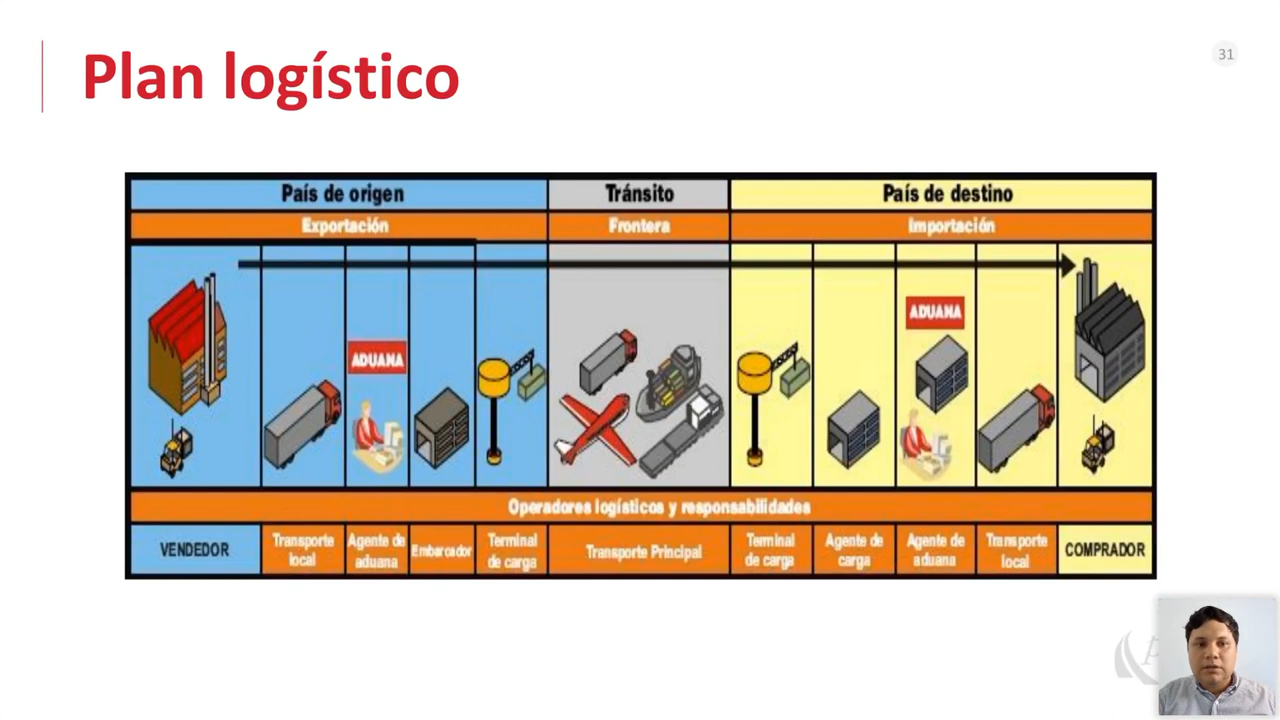 Plan logístico
31
País de origen
Tránsito
País de destino
Exportación
Frontera
Importación
ADUANA
ADUANA
Operadores logísticos y responsabilidades
VENDEDOR
Transporte
local
Agente de
aduana
Embarcador
Terminal
de carga
Transporte Principal
Terminal
de carga
Agente de
carga
Agente de
aduana
Transporte
local
COMPRADOR